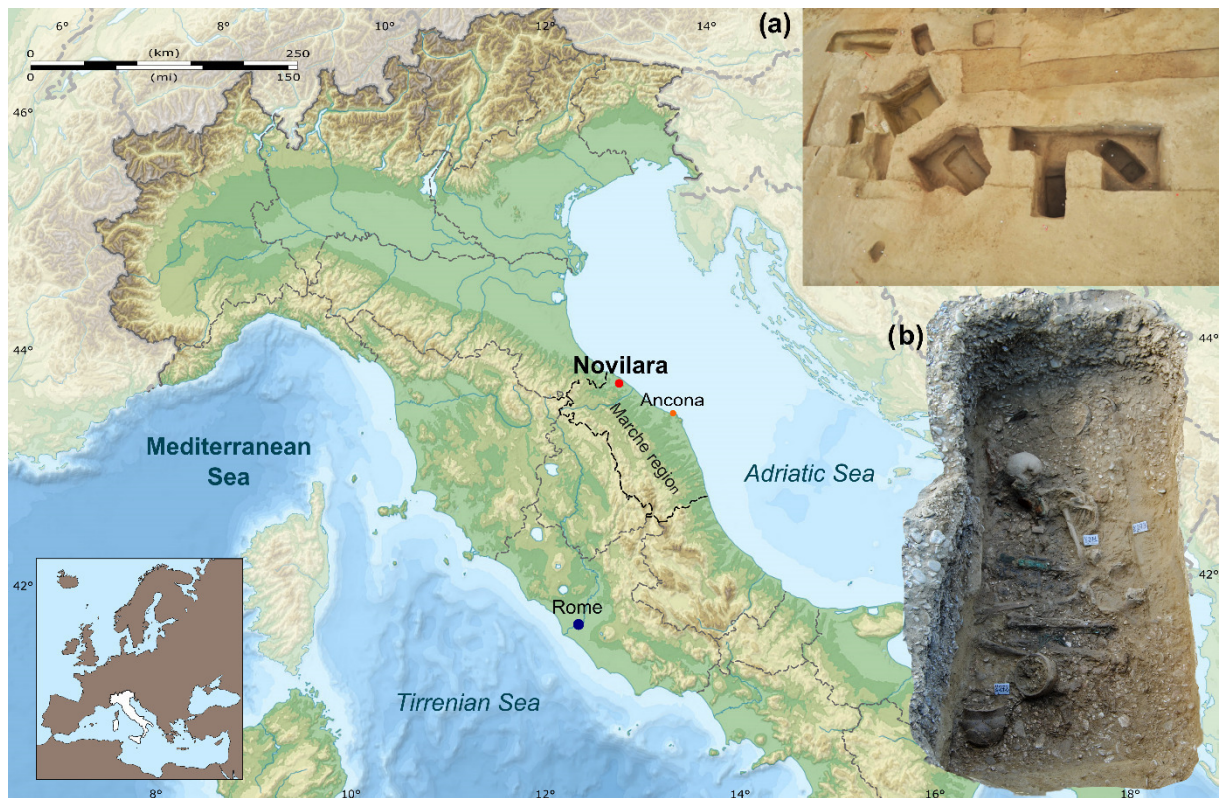 6°
8°
10°
12°
14°
(a)
0
(km)
250
0
(mi)
150
46°
44°
44°
(b)
Novilara
Ancona
Marche region
Mediterranean
Sea
Adriatic Sea
42°
42°
Rome
Tirrenian Sea
8°
10°
12°
14°
16°
18°